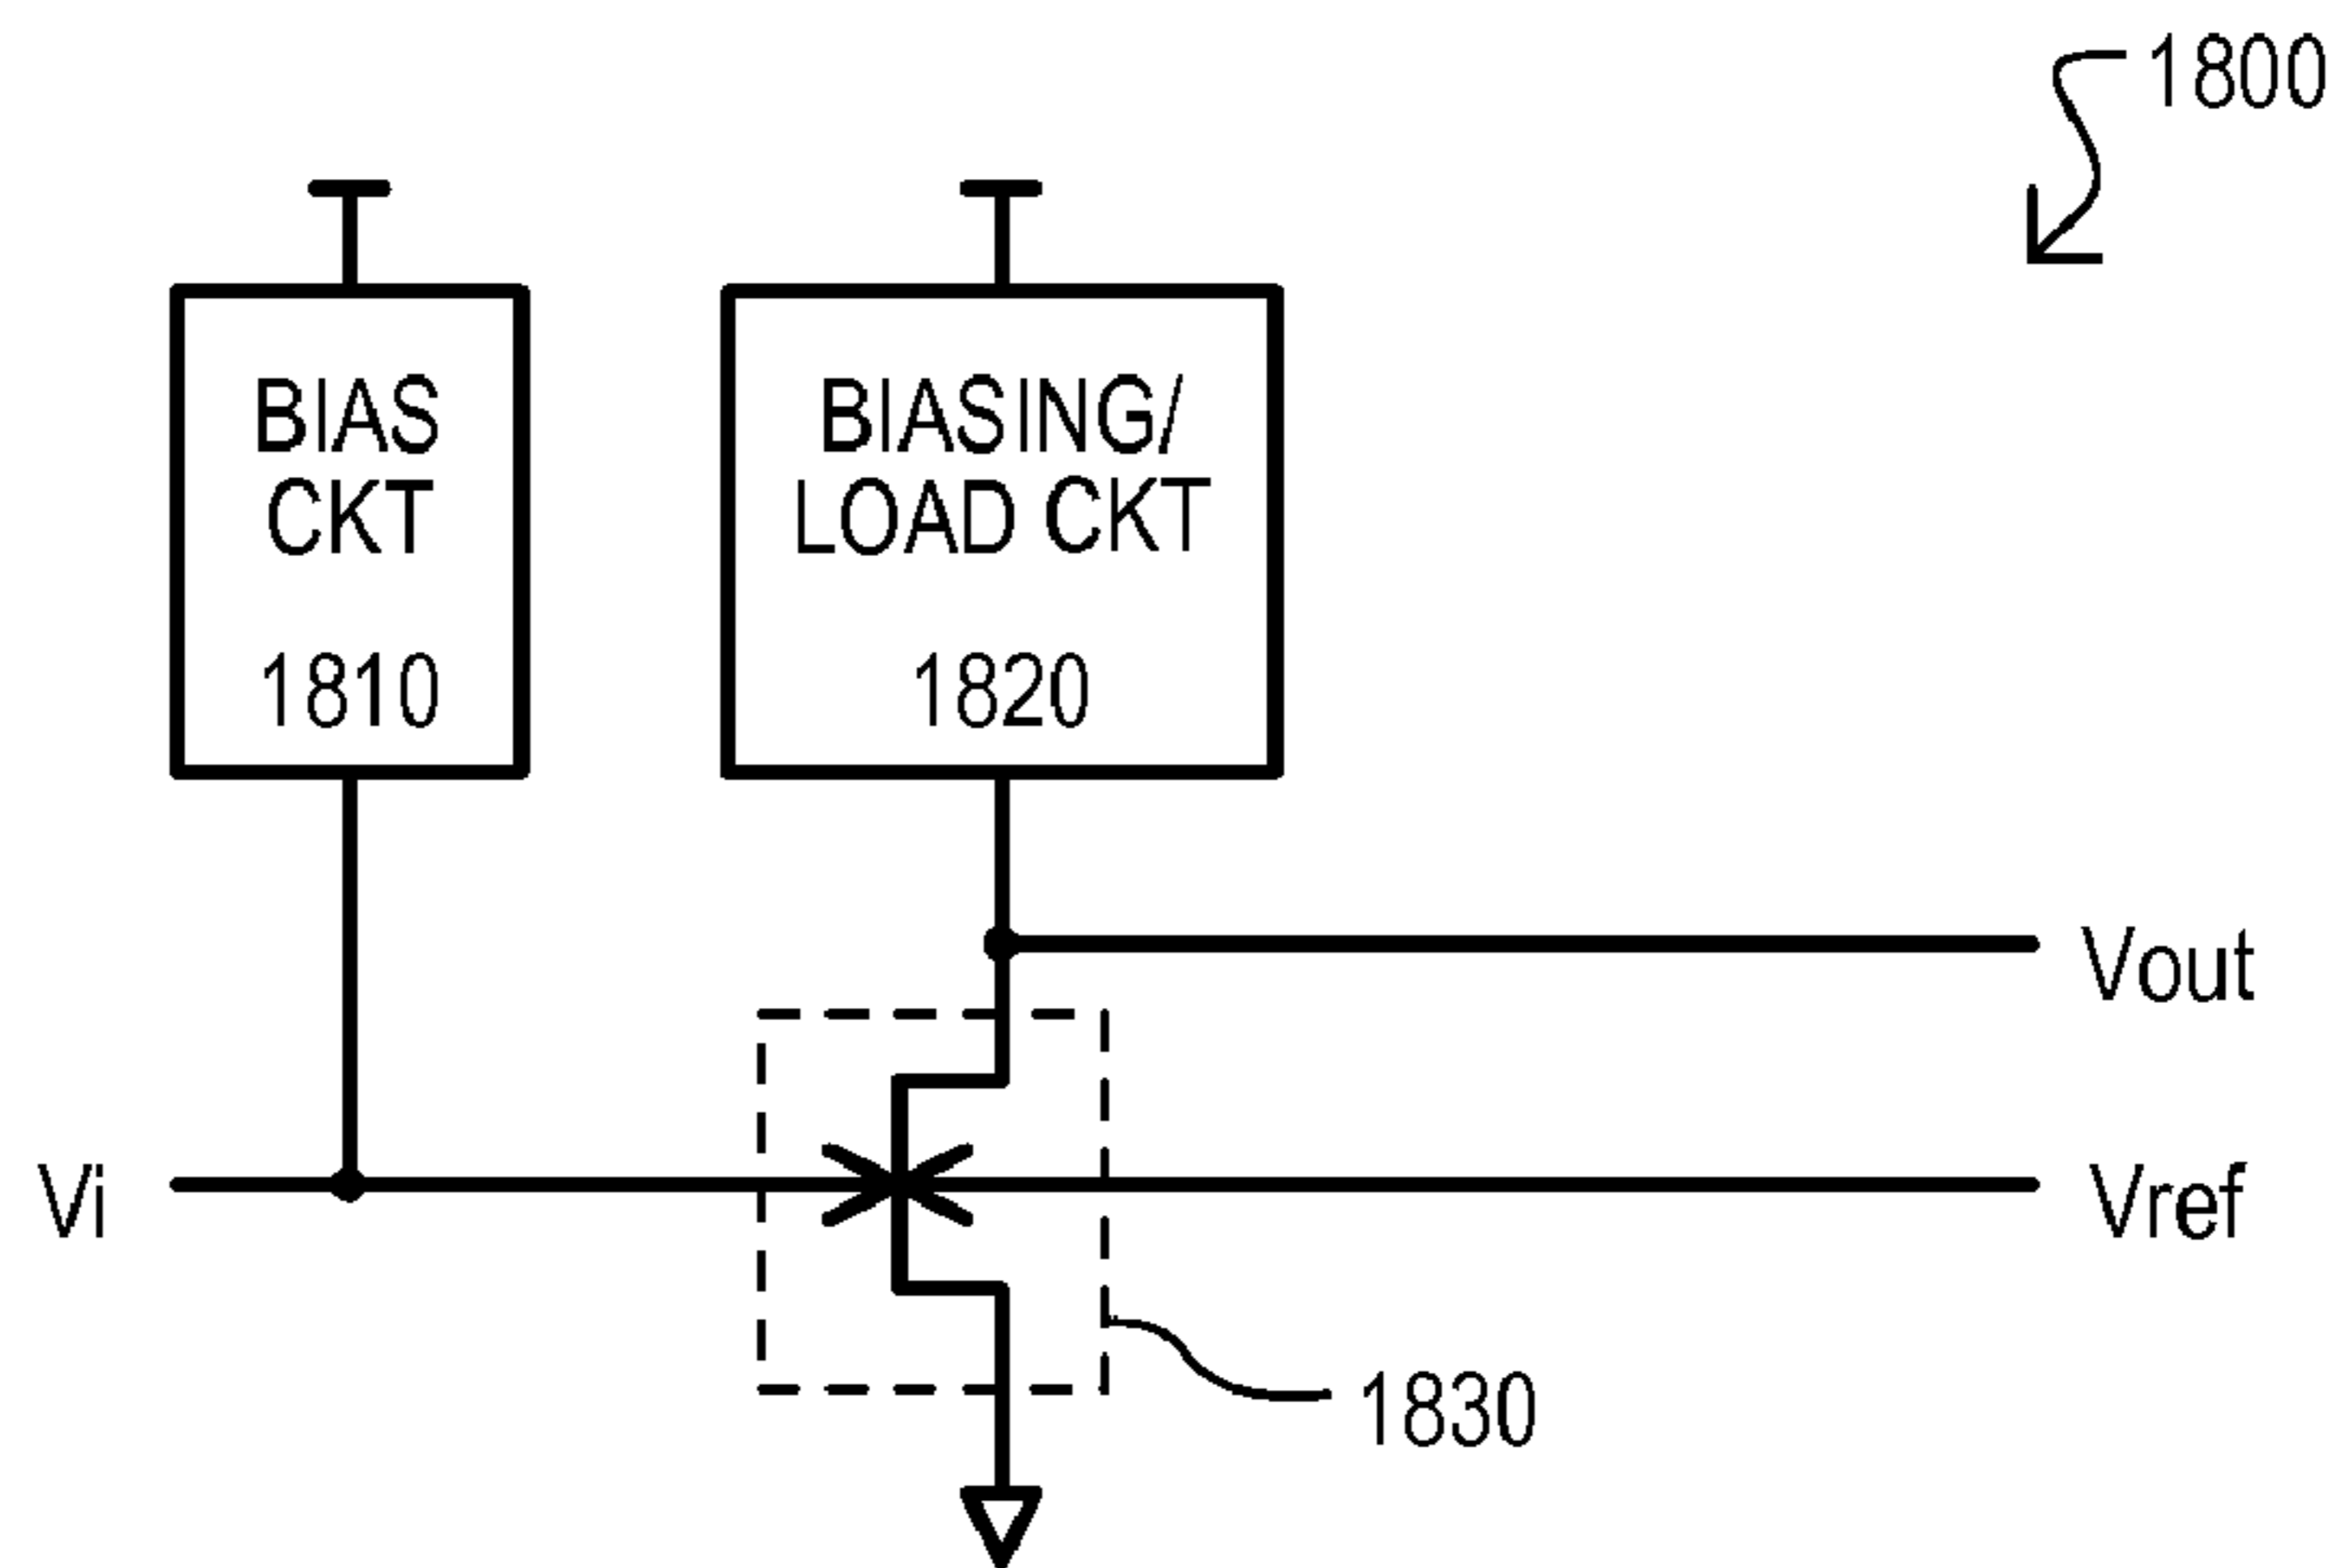 1800
BIAS
CKT
1810
BIASING/
LOAD CKT
1820
Vout
Vi
Vref
1830